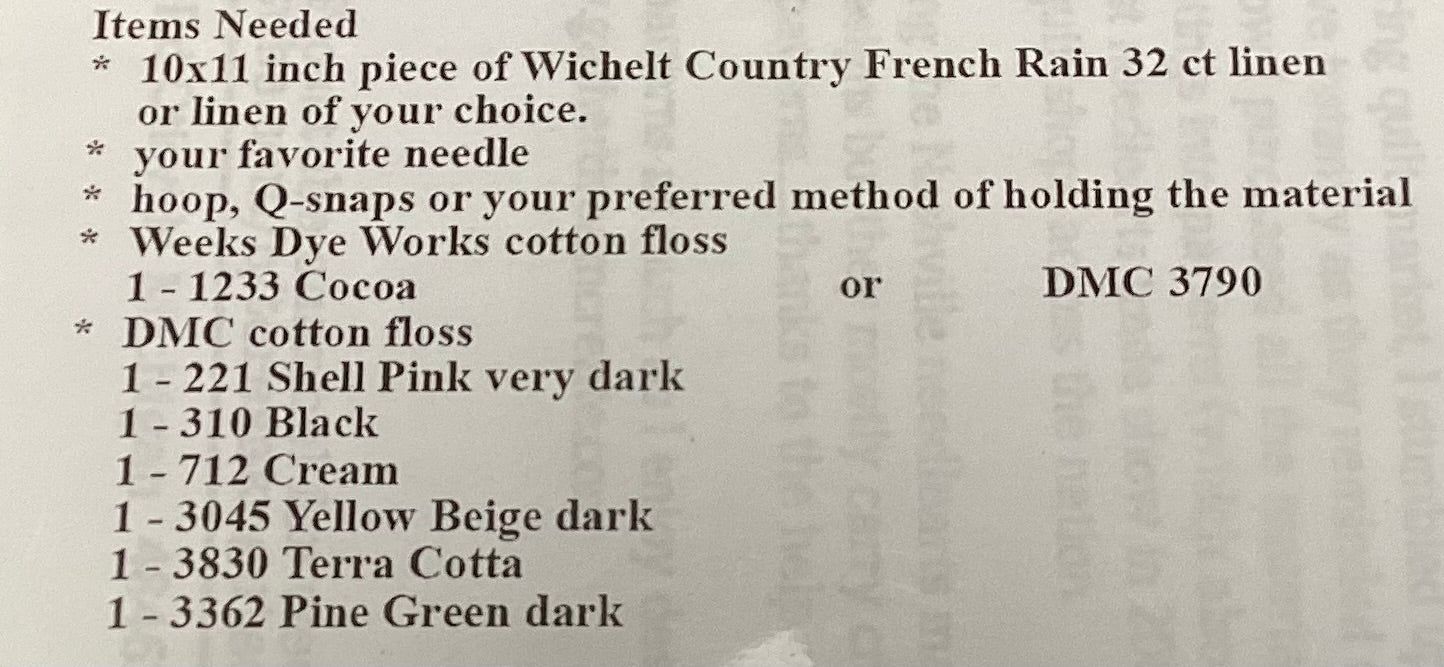 Items Needed
* 10x11 inch piece of Wichelt Country French Rain 32 ct linen
or linen of your choice.
* your favorite needle
* hoop, Q-snaps or your preferred method of holding the material
* Weeks Dye Works cotton floss
1 - 1233 Cocoa or DMC 3790
* DMC cotton floss
1 - 221 Shell Pink very dark
1 - 310 Black
1 - 712 Cream
1 - 3045 Yellow Beige dark
1 - 3830 Terra Cotta
1 - 3362 Pine Green dark